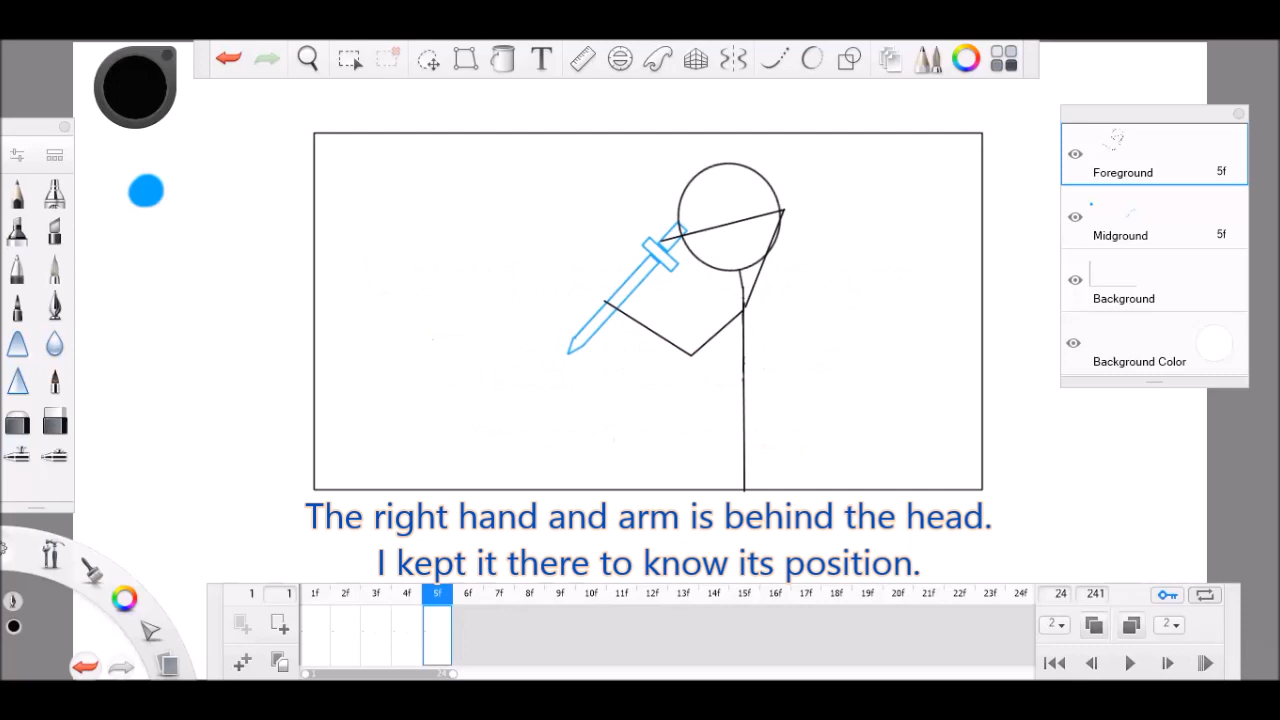 T
Foreground 5f
Midground 5f
Background
Background Color
The right hand and arm is behind the head.
I kept it there to know its position.
1 1 1f 2f 3f 4f 5f 6f 7f 8f 9f 10f 11f 12f 13f 14f 15f 16f 17f 18f 19f 20f 21f 22f 23f 24f 24 241
2 2
1 24